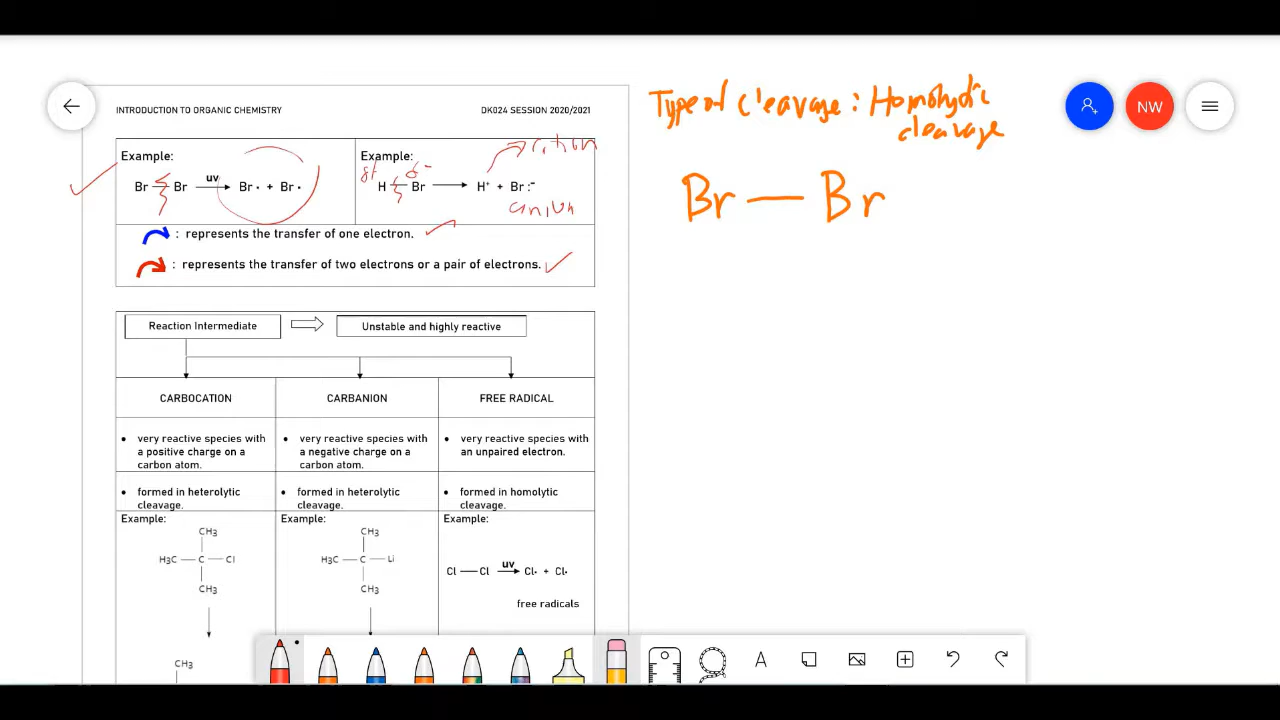 INTRODUCTION TO ORGANIC CHEMISTRY
DK024 SESSION 2020/2021
Example:
Br Br uv Br • + Br •
Example:
δ+ δ-
H Br H+ + Br :-
cation
anion
: represents the transfer of one electron.
: represents the transfer of two electrons or a pair of electrons.
Reaction Intermediate
Unstable and highly reactive
CARBOCATION
CARBANION
FREE RADICAL
• very reactive species with
a positive charge on a
carbon atom.
• very reactive species with
a negative charge on a
carbon atom.
• very reactive species with
an unpaired electron.
• formed in heterolytic
cleavage.
• formed in heterolytic
cleavage.
• formed in homolytic
cleavage.
Example:
CH3
H3C — C — Cl
CH3
CH3
Example:
CH3
H3C — C — Li
CH3
Example:
Cl — Cl uv Cl• + Cl•
free radicals
Type of cleavage : Homolytic
cleavage
Br — Br
NW
A